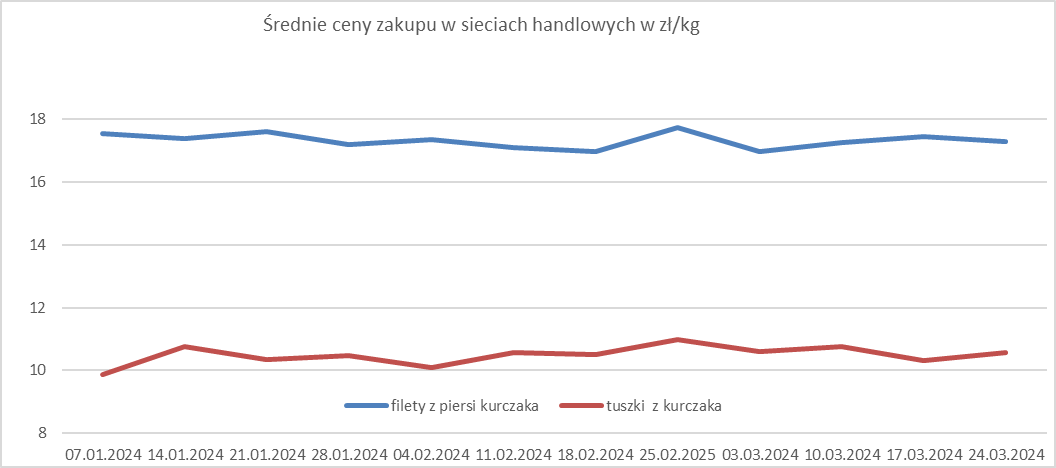 Średnie ceny zakupu w sieciach handlowych w zł/kg
18
16
14
12
10
8
filety z piersi kurczaka tuszki z kurczaka
07.01.2024 14.01.2024 21.01.2024 28.01.2024 04.02.2024 11.02.2024 18.02.2024 25.02.2025 03.03.2024 10.03.2024 17.03.2024 24.03.2024